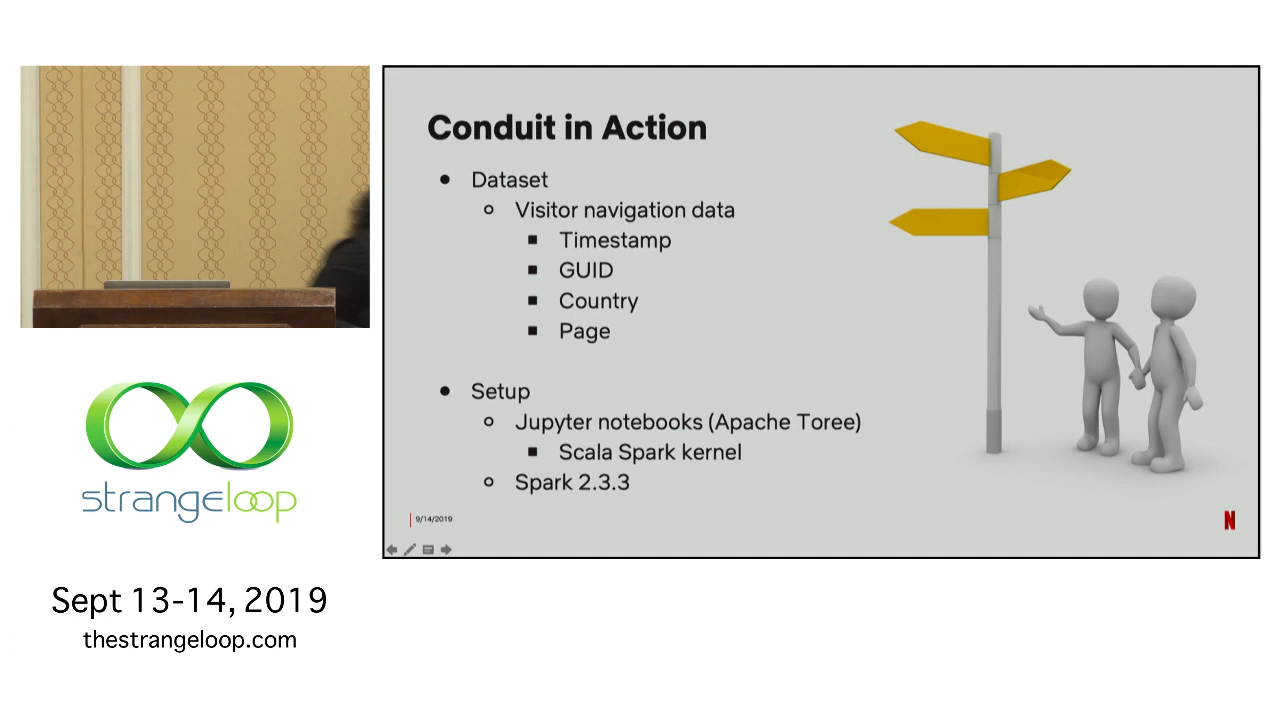 Conduit in Action
Dataset
Visitor navigation data
Timestamp
GUID
Country
Page
Setup
Jupyter notebooks (Apache Toree)
Scala Spark kernel
Spark 2.3.3
9/14/2019
N
strangeloop
Sept 13-14, 2019
thestrangeloop.com